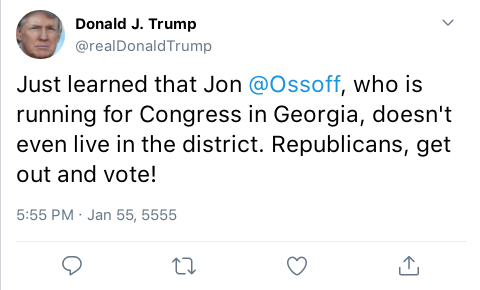 Donald J. Trump
@realDonaldTrump
Just learned that Jon @Ossoff, who is
running for Congress in Georgia, doesn't
even live in the district. Republicans, get
out and vote!
5:55 PM · Jan 55, 5555